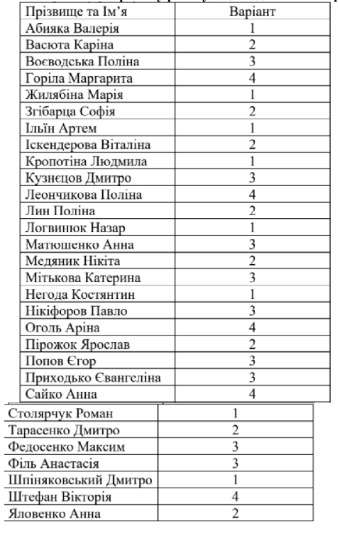 Прізвище та Ім’я Варіант
Абияка Валерія 1
Васюта Каріна 2
Воєводська Поліна 3
Горіла Маргарита 4
Жилябіна Марія 1
Згібарца Софія 2
Ільїн Артем 1
Іскендерова Віталіна 2
Кропотіна Людмила 1
Кузнєцов Дмитро 3
Леончикова Поліна 4
Лин Поліна 2
Логвинюк Назар 1
Матюшенко Анна 3
Медяник Нікіта 2
Мітькова Катерина 3
Негода Костянтин 1
Нікіфоров Павло 3
Оголь Аріна 4
Пірожок Ярослав 2
Попов Єгор 3
Приходько Євангеліна 3
Сайко Анна 4
Столярчук Роман 1
Тарасенко Дмитро 2
Федосенко Максим 3
Філь Анастасія 3
Шпіняковський Дмитро 1
Штефан Вікторія 4
Яловенко Анна 2